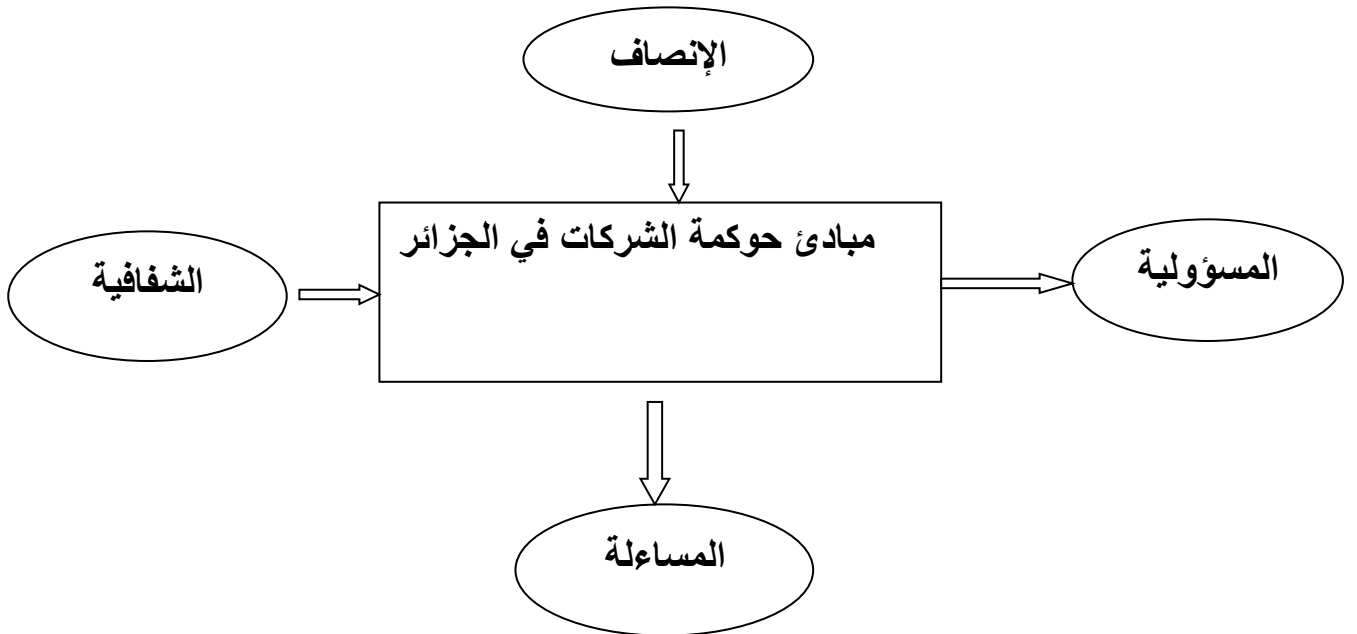 الإنصاف
مبادئ حوكمة الشركات في الجزائر
المسؤولية
الشفافية
المساءلة